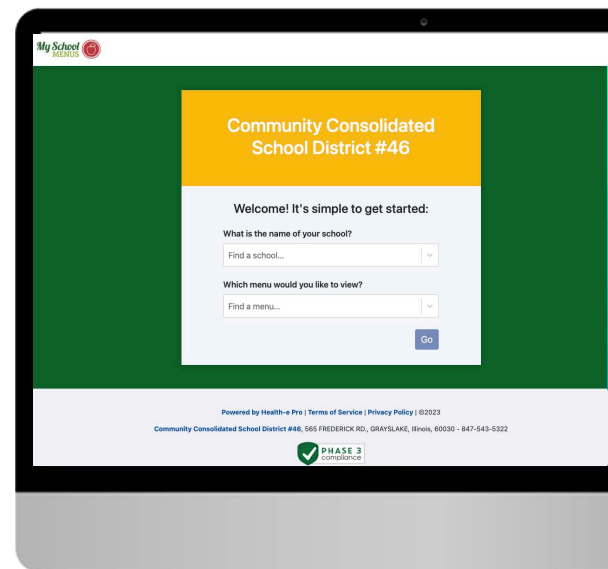 My School
MENUS
Community Consolidated
School District #46
Welcome! It's simple to get started:
What is the name of your school?
Find a school...
Which menu would you like to view?
Find a menu...
Go
Powered by Health-e Pro | Terms of Service | Privacy Policy | ©2023
Community Consolidated School District #46, 565 FREDERICK RD., GRAYSLAKE, Illinois, 60030 - 847-543-5322
PHASE 3
compliance